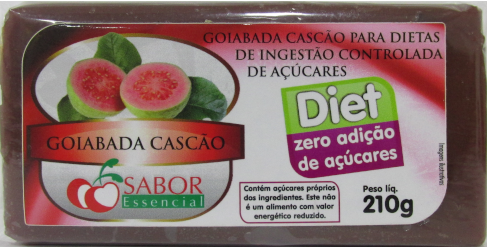 GOIABADA CASCÃO PARA DIETAS
DE INGESTÃO CONTROLADA
DE AÇÚCARES
GOIABADA CASCÃO
SABOR
Essencial
Diet
zero adição
de açúcares
Contém açúcares próprios
dos ingredientes. Este não
é um alimento com valor
energético reduzido.
Peso líq.
210g
Imagens ilustrativas